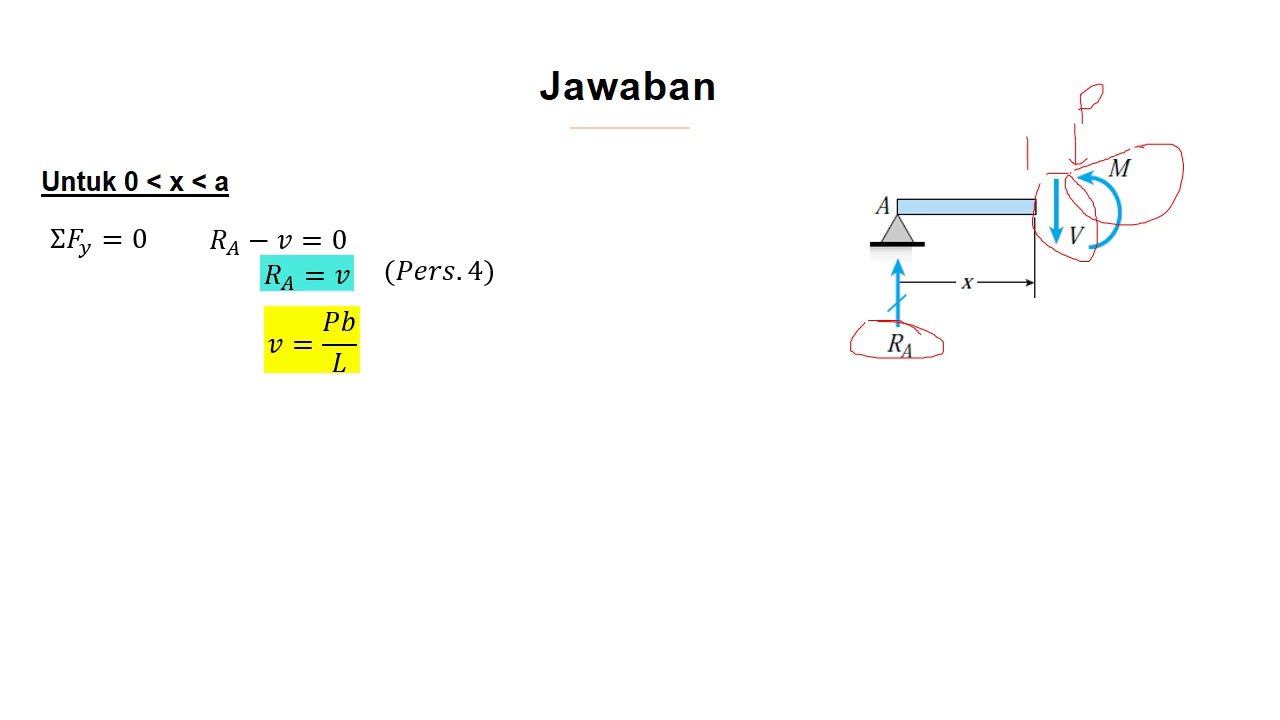 Jawaban
Untuk 0 < x < a
ΣF_y = 0    R_A − v = 0
R_A = v    (Pers. 4)
v = Pb/L
P
M
A
V
x
R_A